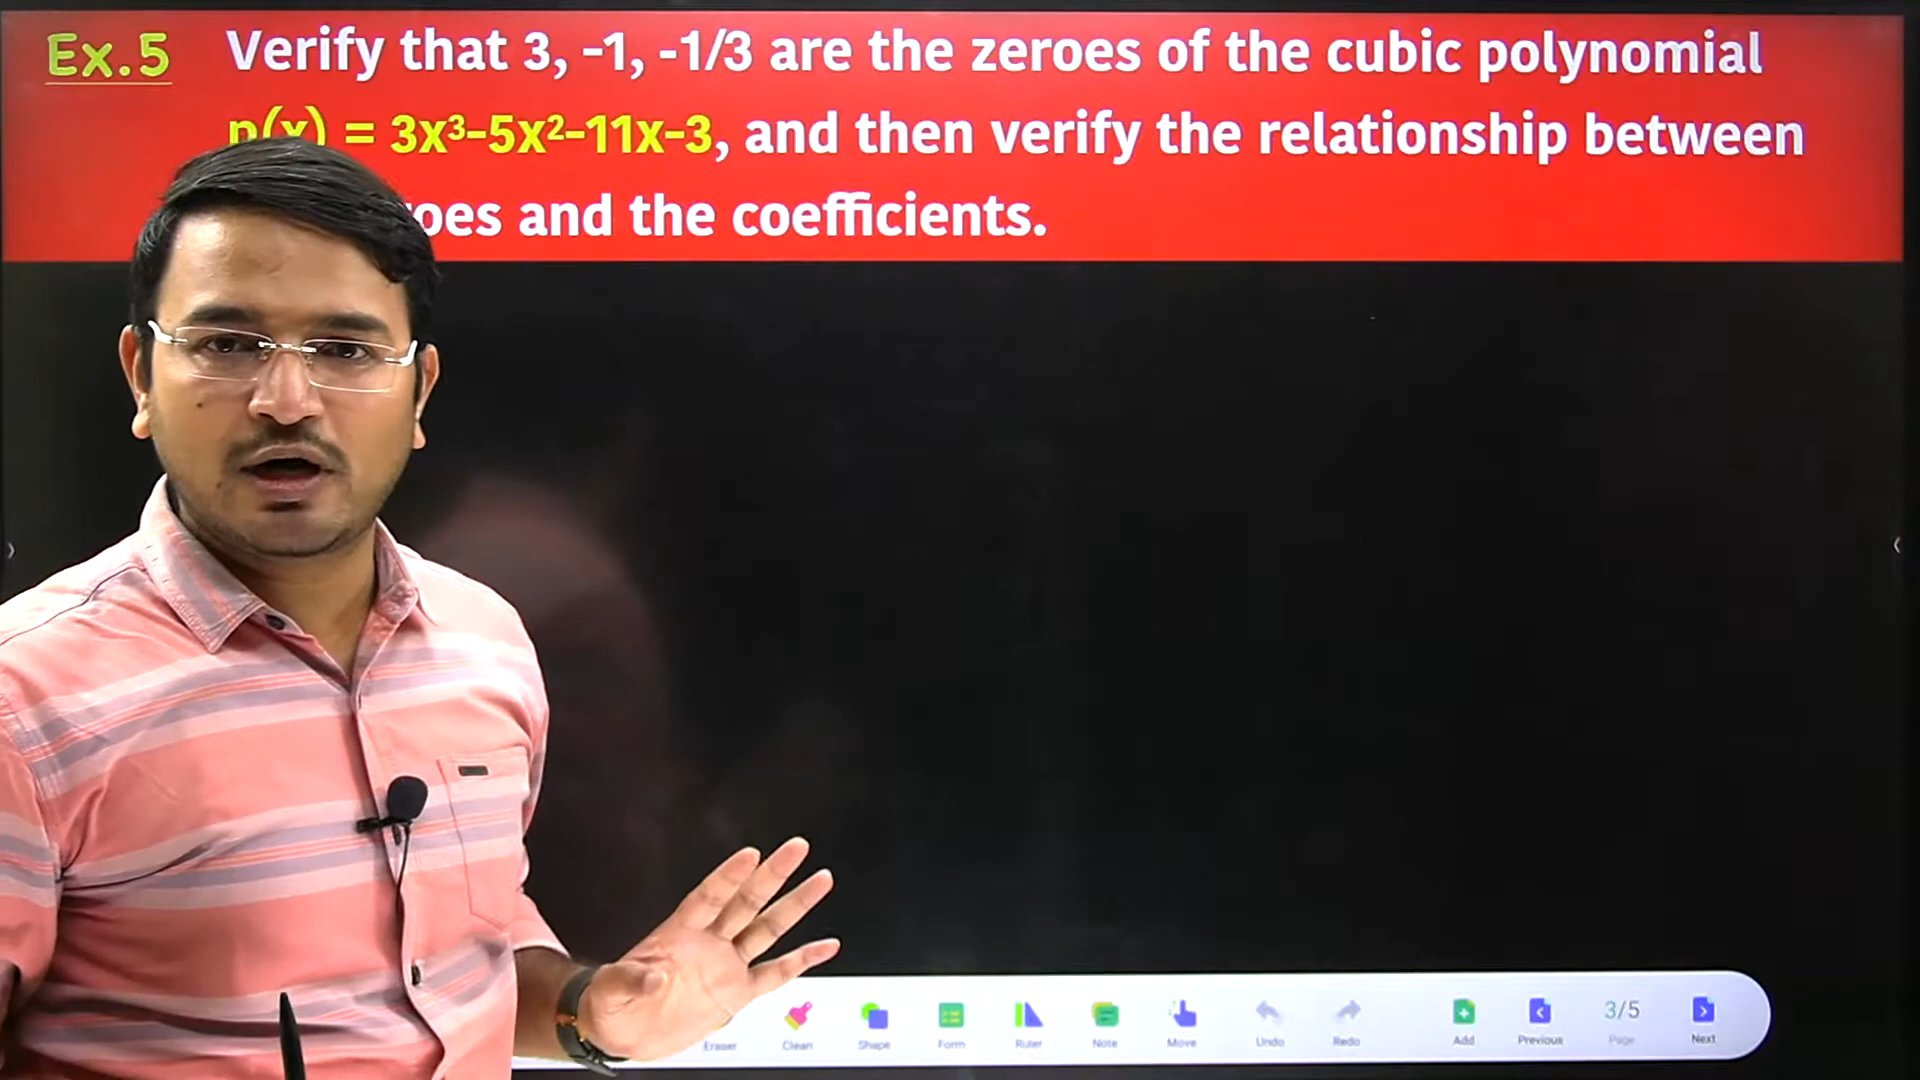 Ex.5 Verify that 3, -1, -1/3 are the zeroes of the cubic polynomial
p(x) = 3x³-5x²-11x-3, and then verify the relationship between
and the coefficients.
Eraser Clean Shape Form Ruler Note Move Undo Redo Add Previous 3/5 Page Next